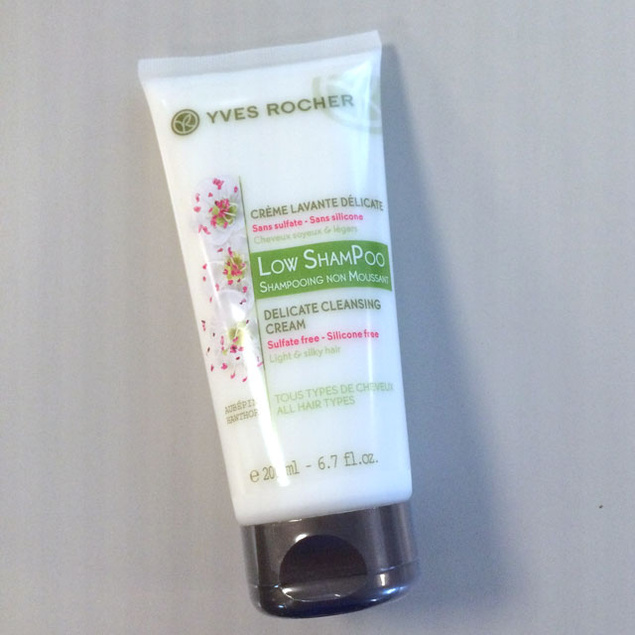 YVES ROCHER
CRÈME LAVANTE DÉLICATE
Sans sulfate - Sans silicone
Cheveux soyeux & légers
LOW SHAMPOO
SHAMPOOING NON MOUSSANT
DELICATE CLEANSING
CREAM
Sulfate free - Silicone free
Light & silky hair
TOUS TYPES DE CHEVEUX
ALL HAIR TYPES
e ml - 6.7 fl.oz.